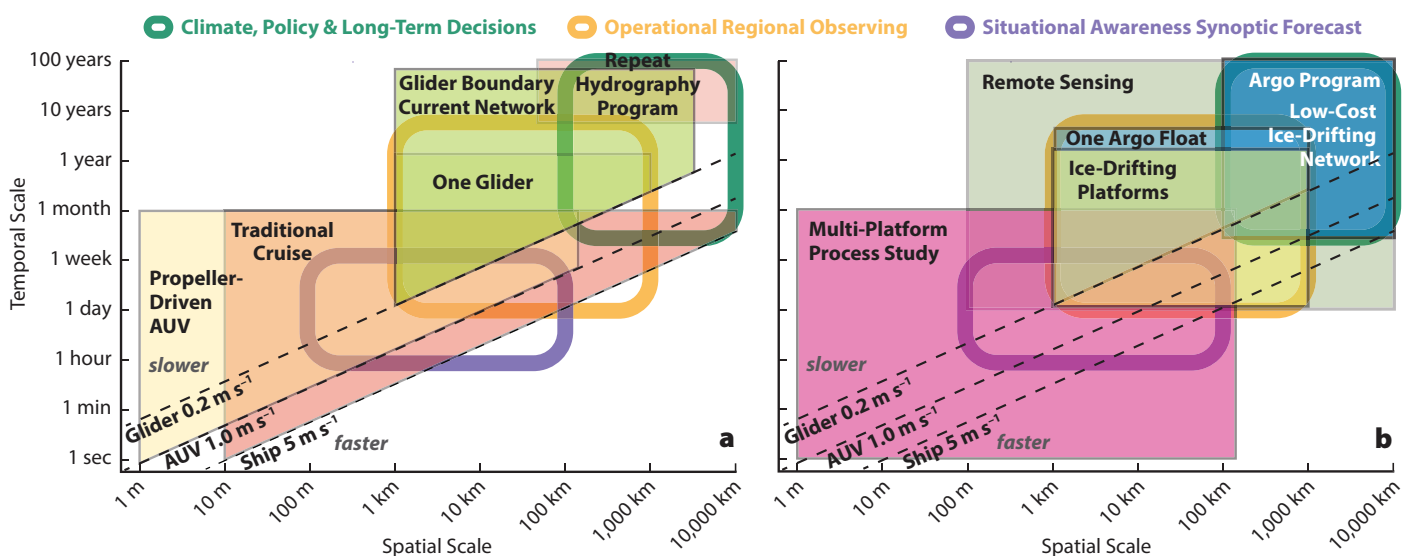 Climate, Policy & Long-Term Decisions
Operational Regional Observing
Situational Awareness Synoptic Forecast
Temporal Scale
100 years
10 years
1 year
1 month
1 week
1 day
1 hour
1 min
1 sec
Glider Boundary
Current Network
Repeat
Hydrography
Program
One Glider
Traditional
Cruise
Propeller-
Driven
AUV
slower
Glider 0.2 m s⁻¹
AUV 1.0 m s⁻¹
Ship 5 m s⁻¹
faster
a
1 m
10 m
100 m
1 km
10 km
100 km
1,000 km
10,000 km
Spatial Scale
Remote Sensing
Argo Program
Low-Cost
Ice-Drifting
Network
One Argo Float
Ice-Drifting
Platforms
Multi-Platform
Process Study
slower
Glider 0.2 m s⁻¹
AUV 1.0 m s⁻¹
Ship 5 m s⁻¹
faster
b
1 m
10 m
100 m
1 km
10 km
100 km
1,000 km
10,000 km
Spatial Scale